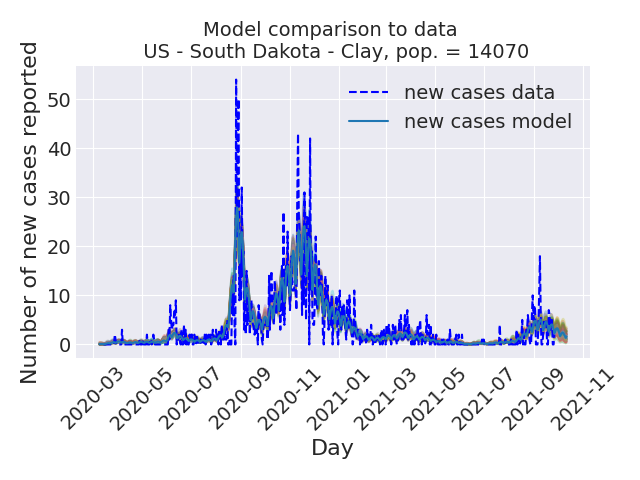 Model comparison to data
US - South Dakota - Clay, pop. = 14070
Number of new cases reported
50
40
30
20
10
0
new cases data
new cases model
2020-03
2020-05
2020-07
2020-09
2020-11
2021-01
2021-03
2021-05
2021-07
2021-09
2021-11
Day